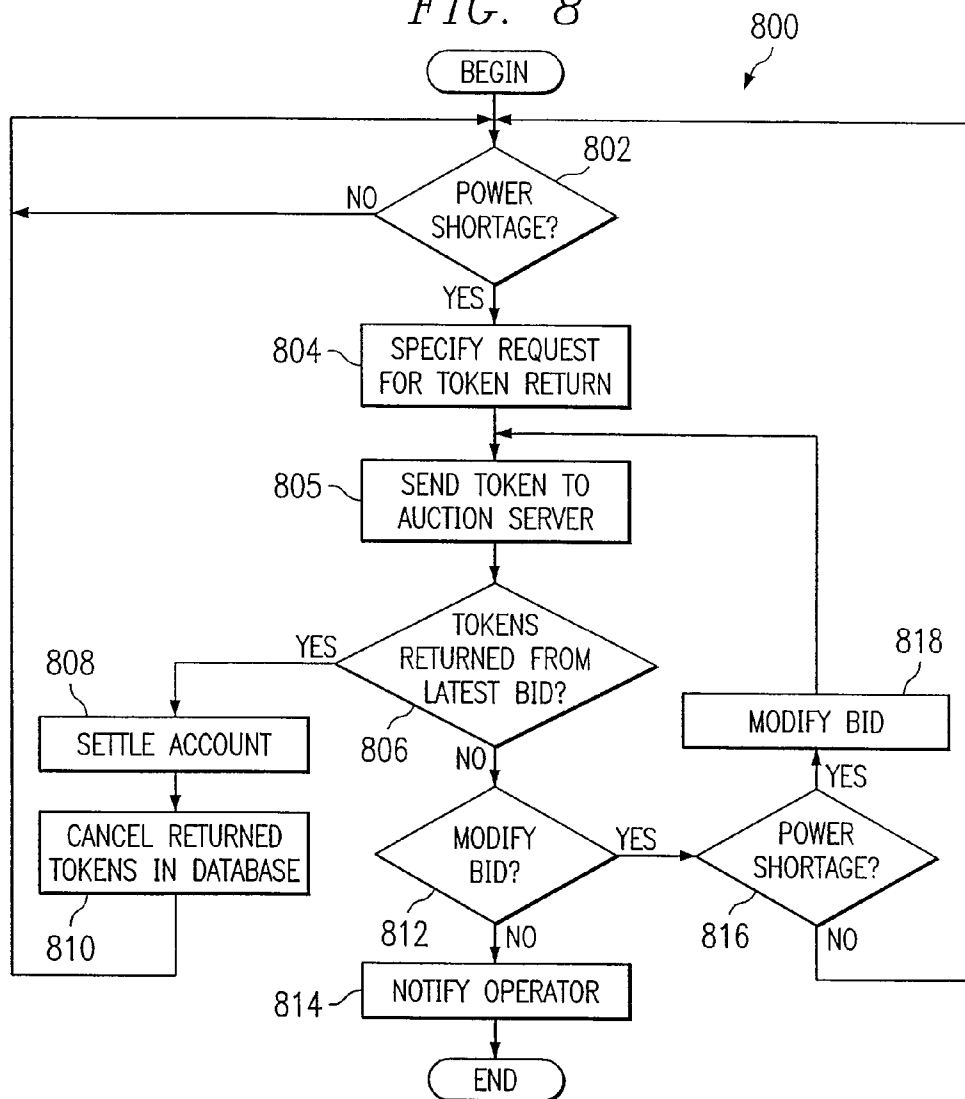 FIG. 8
800
BEGIN
802
NO
POWER
SHORTAGE?
YES
804
SPECIFY REQUEST
FOR TOKEN RETURN
805
SEND TOKEN TO
AUCTION SERVER
YES
TOKENS
RETURNED FROM
LATEST BID?
806
NO
808
SETTLE ACCOUNT
CANCEL RETURNED
TOKENS IN DATABASE
810
MODIFY
BID?
YES
812
NO
818
MODIFY BID
YES
POWER
SHORTAGE?
816
NO
814
NOTIFY OPERATOR
END